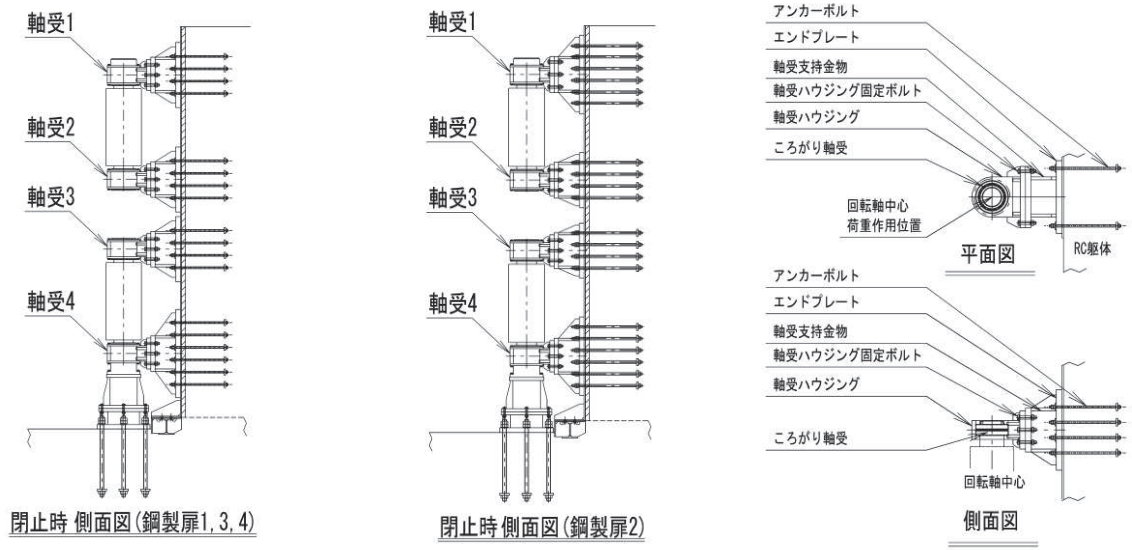 軸受1
軸受2
軸受3
軸受4
閉止時 側面図(鋼製扉1,3,4)
軸受1
軸受2
軸受3
軸受4
閉止時 側面図(鋼製扉2)
アンカーボルト
エンドプレート
軸受支持金物
軸受ハウジング固定ボルト
軸受ハウジング
ころがり軸受
回転軸中心
荷重作用位置
平面図
RC躯体
アンカーボルト
エンドプレート
軸受支持金物
軸受ハウジング固定ボルト
軸受ハウジング
ころがり軸受
回転軸中心
側面図